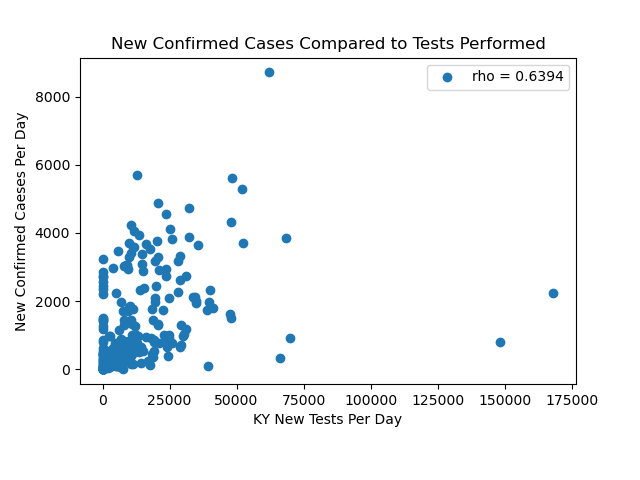 New Confirmed Cases Compared to Tests Performed
rho = 0.6394
New Confirmed Caeses Per Day
8000
6000
4000
2000
0
0 25000 50000 75000 100000 125000 150000 175000
KY New Tests Per Day